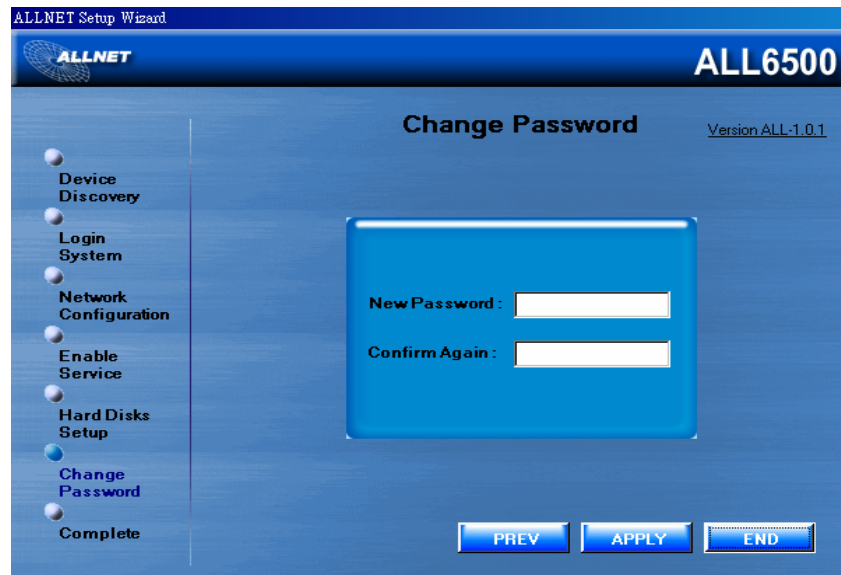 ALLNET Setup Wizard
ALLNET
ALL6500
Change Password
Version ALL-1.0.1
Device
Discovery
Login
System
Network
Configuration
Enable
Service
Hard Disks
Setup
Change
Password
Complete
New Password :
Confirm Again :
PREV
APPLY
END